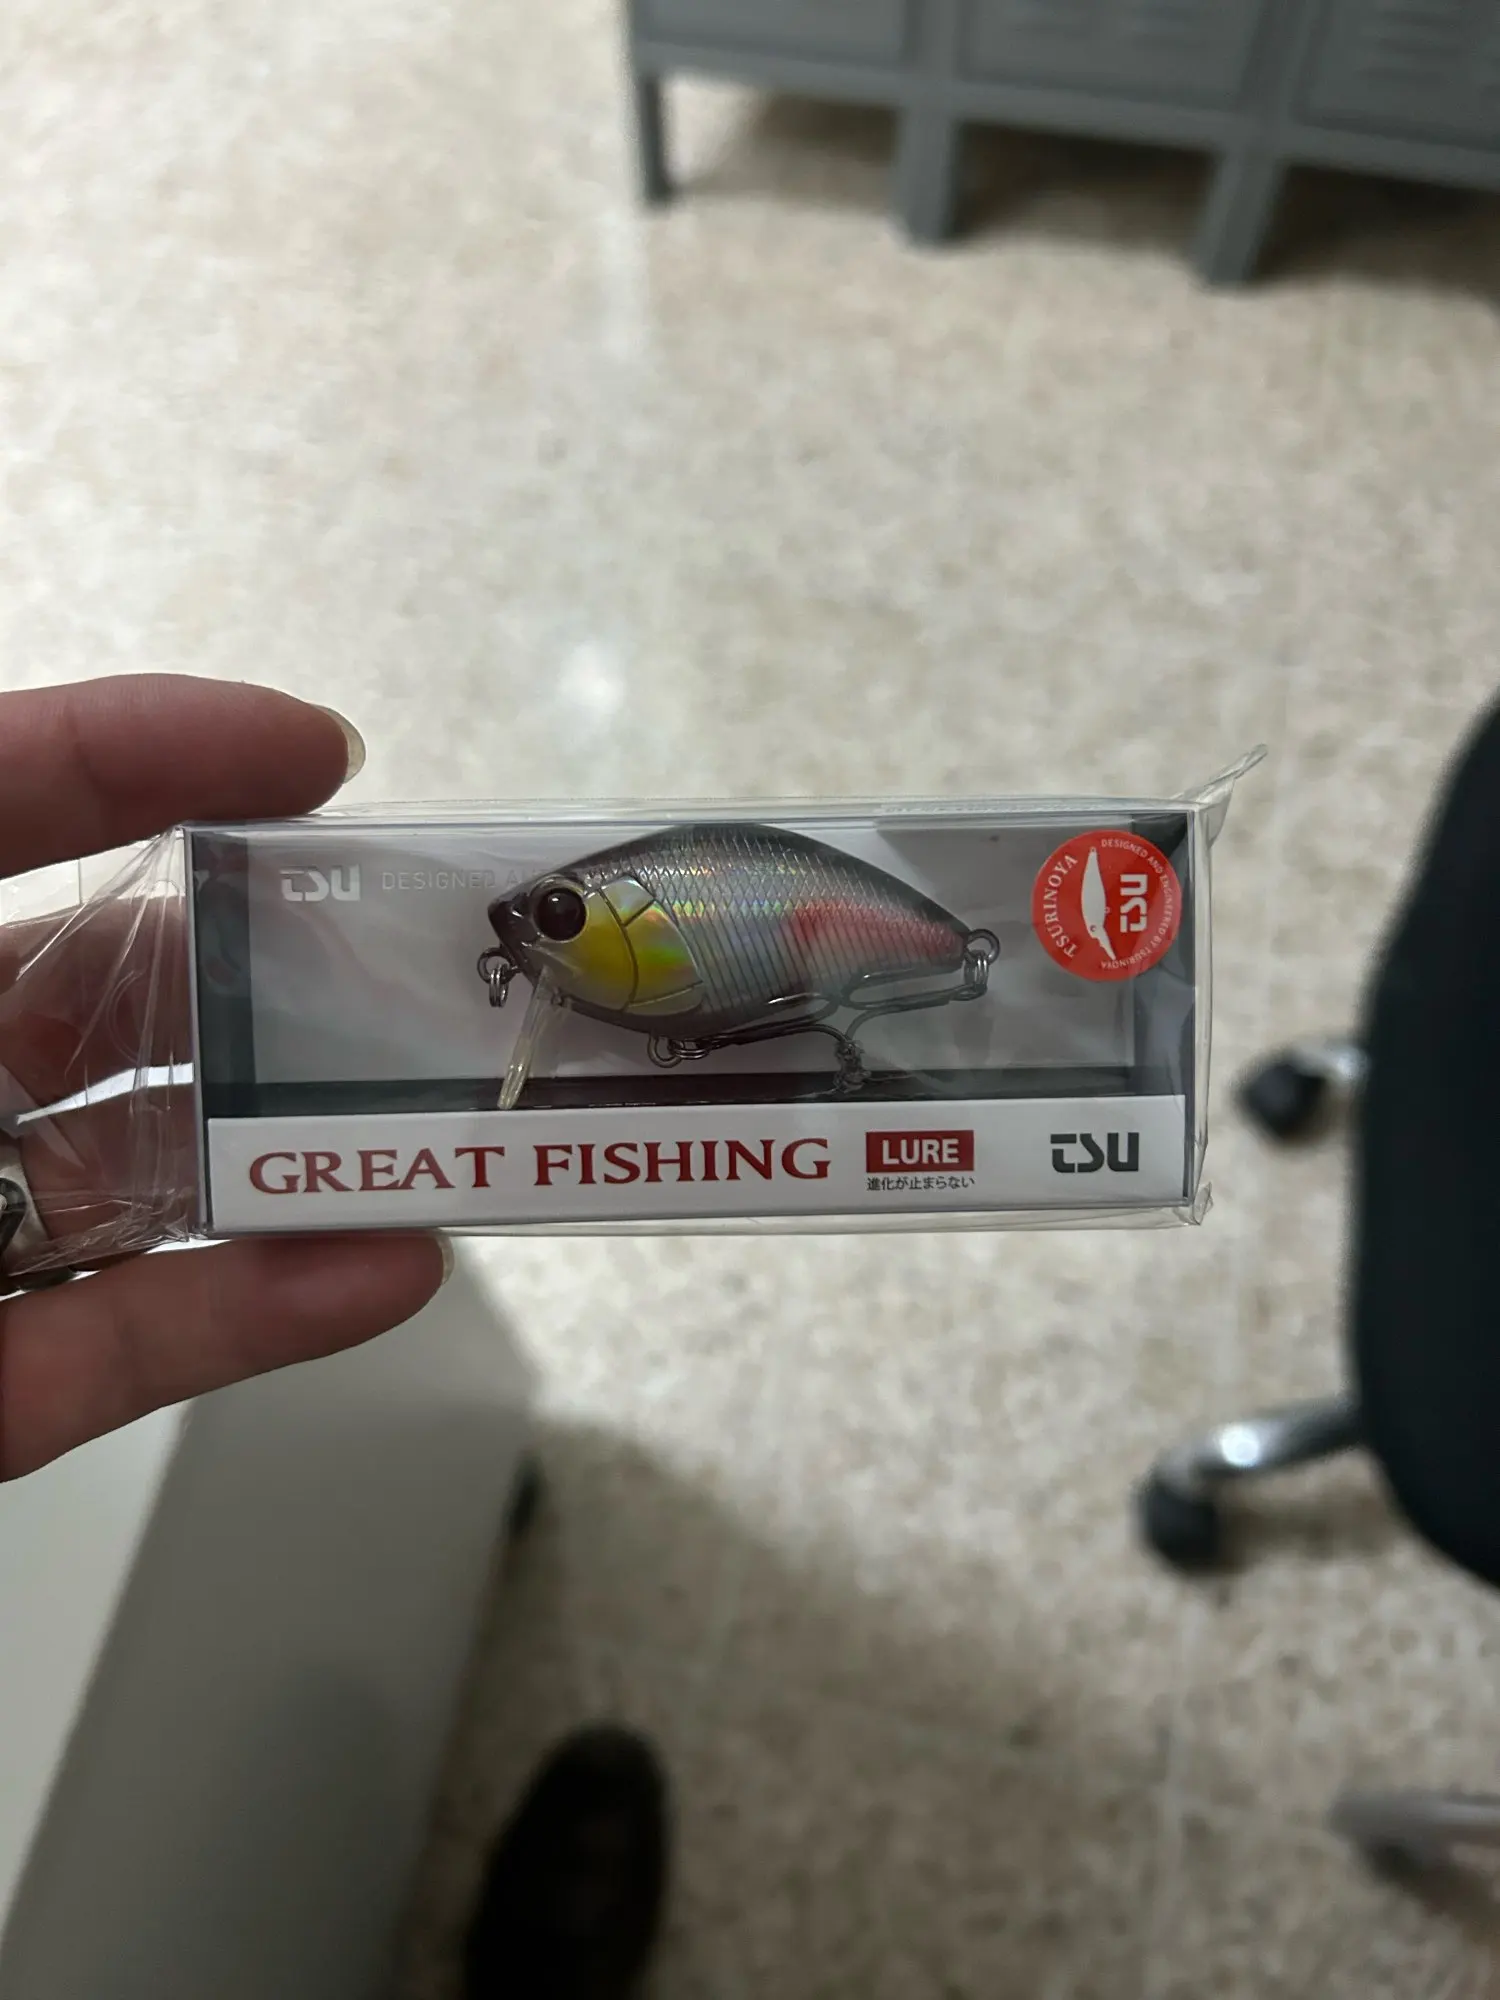 TSU DESIGNED A
TSURINOYA
DESIGNED AND ENGINEERED BY TSURINOYA
TSU
GREAT FISHING
LURE
進化が止まらない
TSU